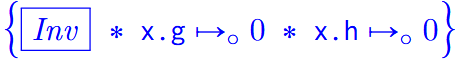 {Inv * x.g ↦ₒ 0 * x.h ↦ₒ 0}